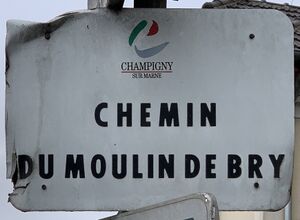 CHAMPIGNY
SUR MARNE
CHEMIN
DU MOULIN DE BRY